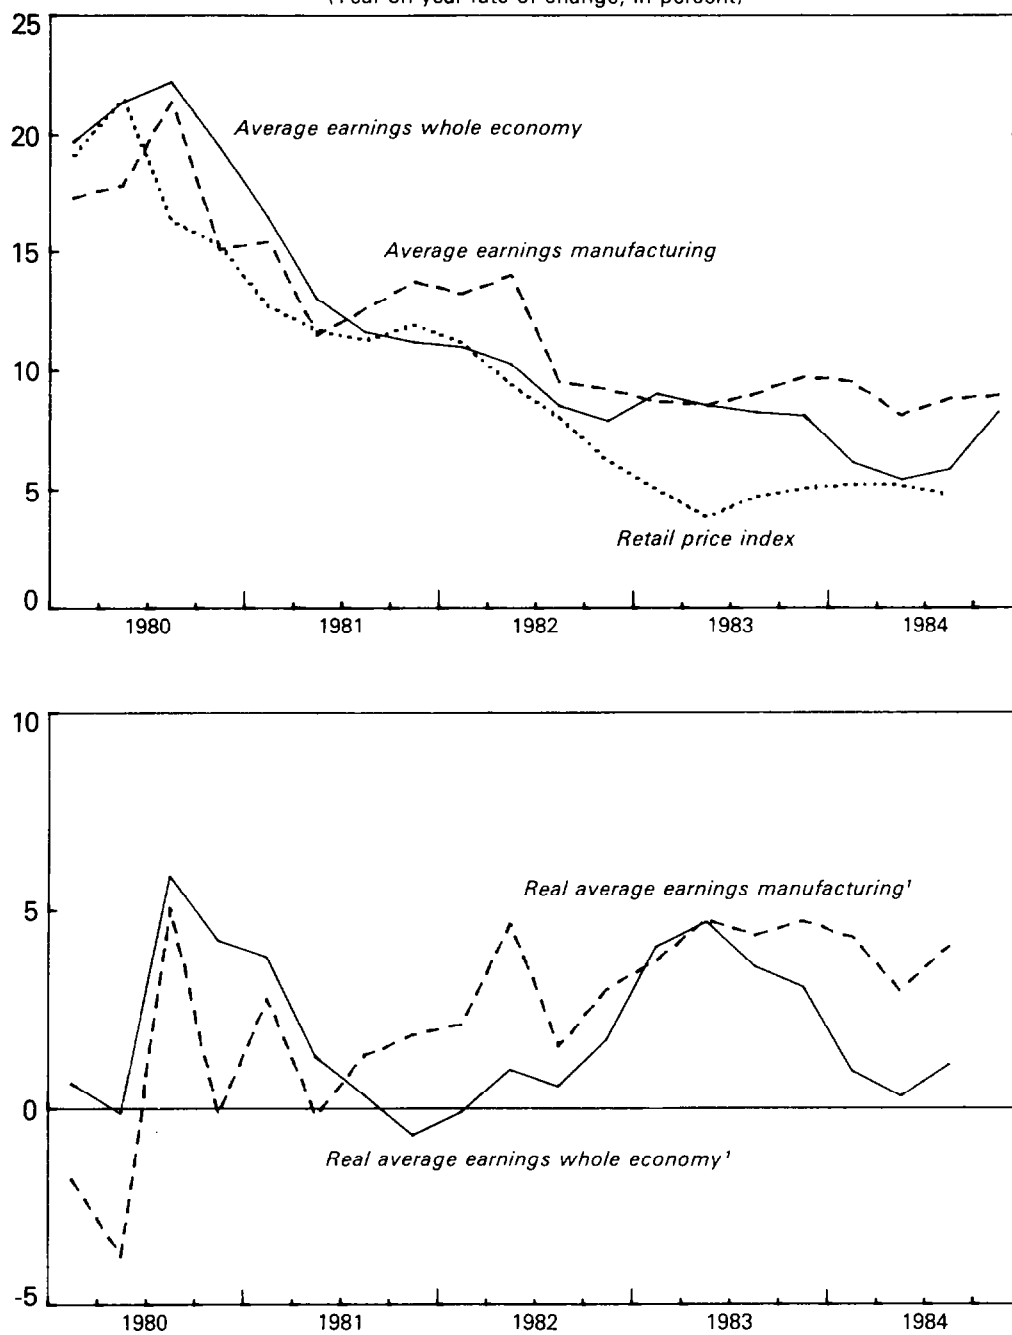 (Year-on-year rate of change, in percent)
25
20
15
10
5
0
Average earnings whole economy
Average earnings manufacturing
Retail price index
1980 1981 1982 1983 1984
10
5
0
-5
Real average earnings manufacturing¹
Real average earnings whole economy¹
1980 1981 1982 1983 1984